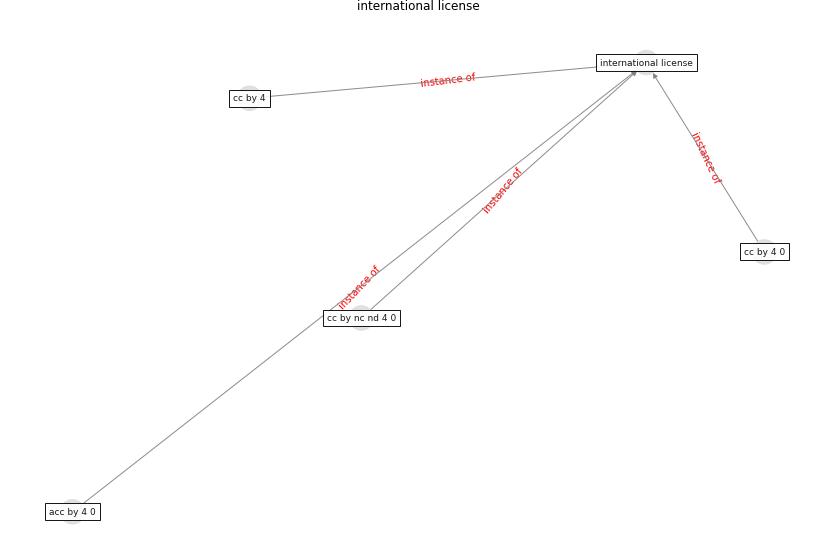 international license
international license
instance of
cc by 4
instance of
instance of
cc by 4 0
instance of
cc by nc nd 4 0
acc by 4 0